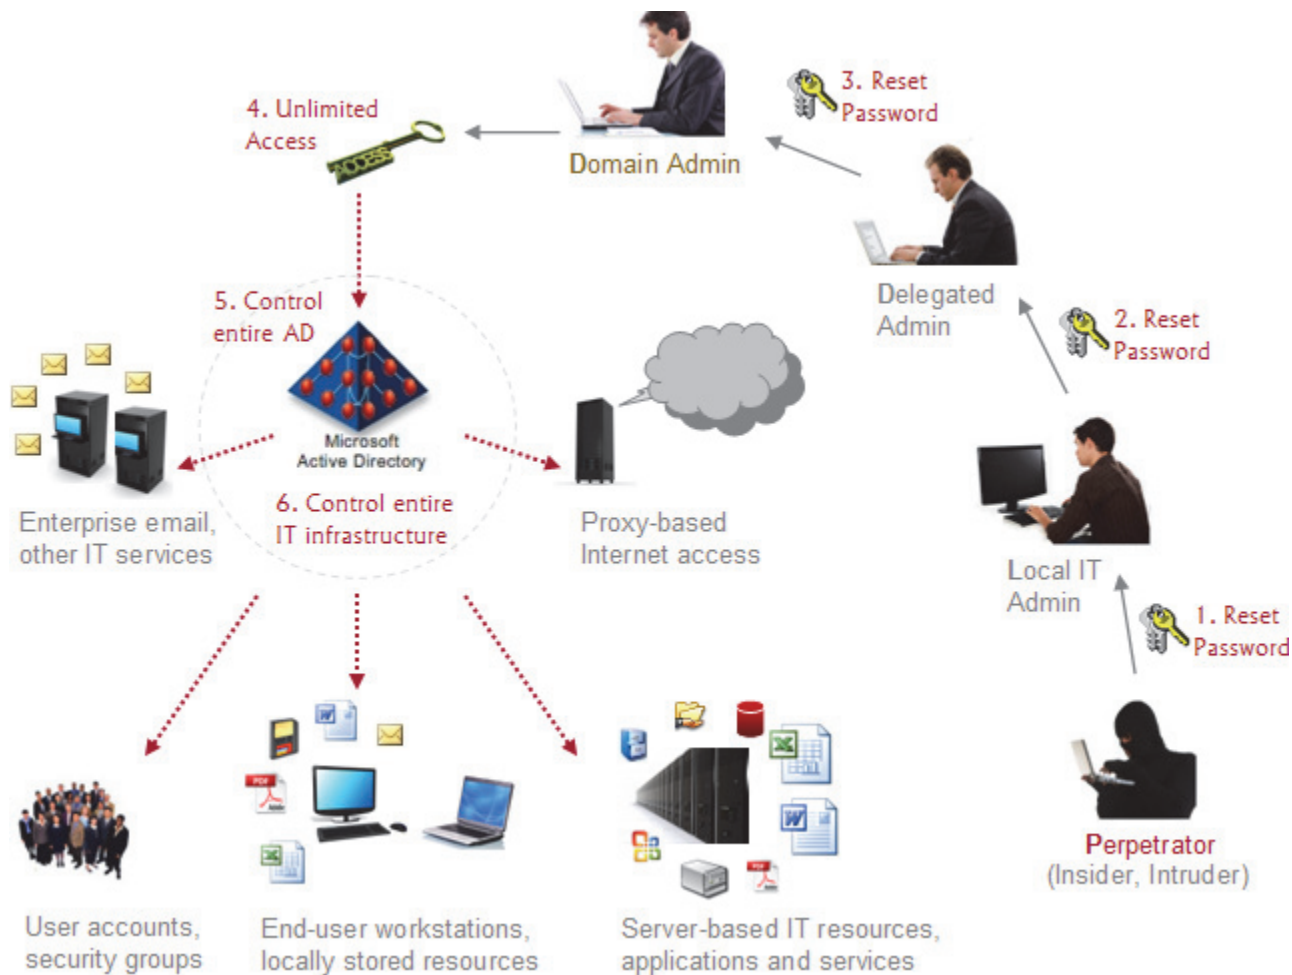 4. Unlimited
Access
ACCESS
Domain Admin
3. Reset
Password
Delegated
Admin
2. Reset
Password
5. Control
entire AD
Microsoft
Active Directory
6. Control entire
IT infrastructure
Enterprise email,
other IT services
Proxy-based
Internet access
Local IT
Admin
1. Reset
Password
Perpetrator
(Insider, Intruder)
W
PDF
Adobe
X
X
W
PDF
User accounts,
security groups
End-user workstations,
locally stored resources
Server-based IT resources,
applications and services